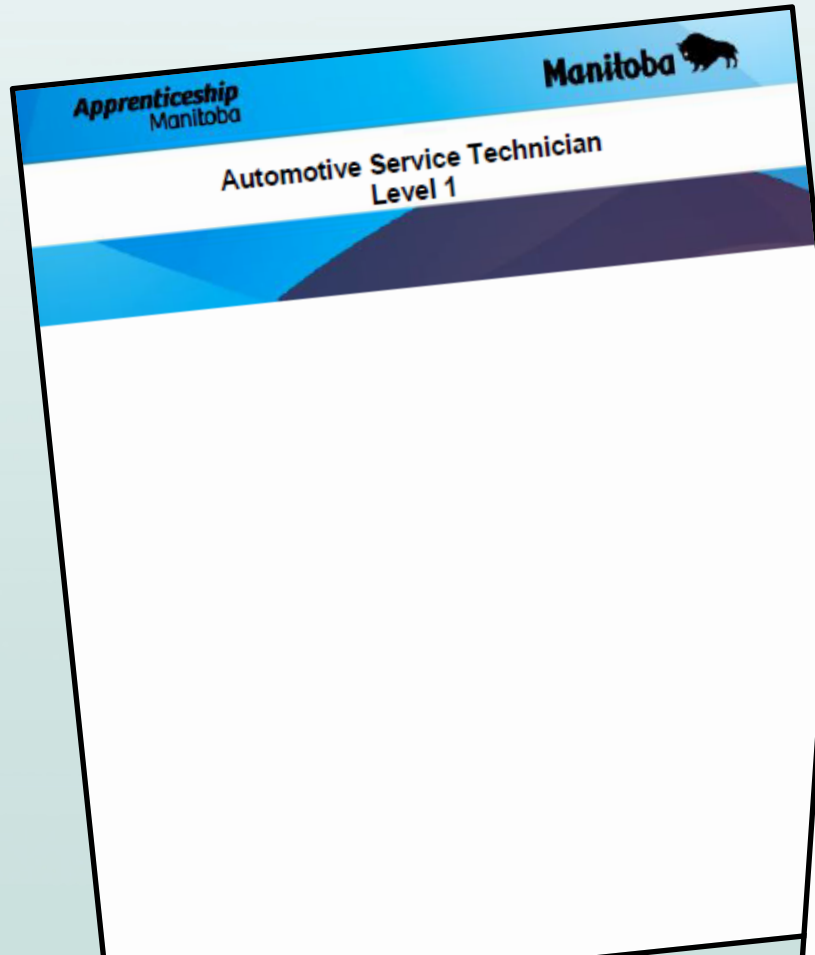 Apprenticeship
Manitoba
Manitoba
Automotive Service Technician
Level 1